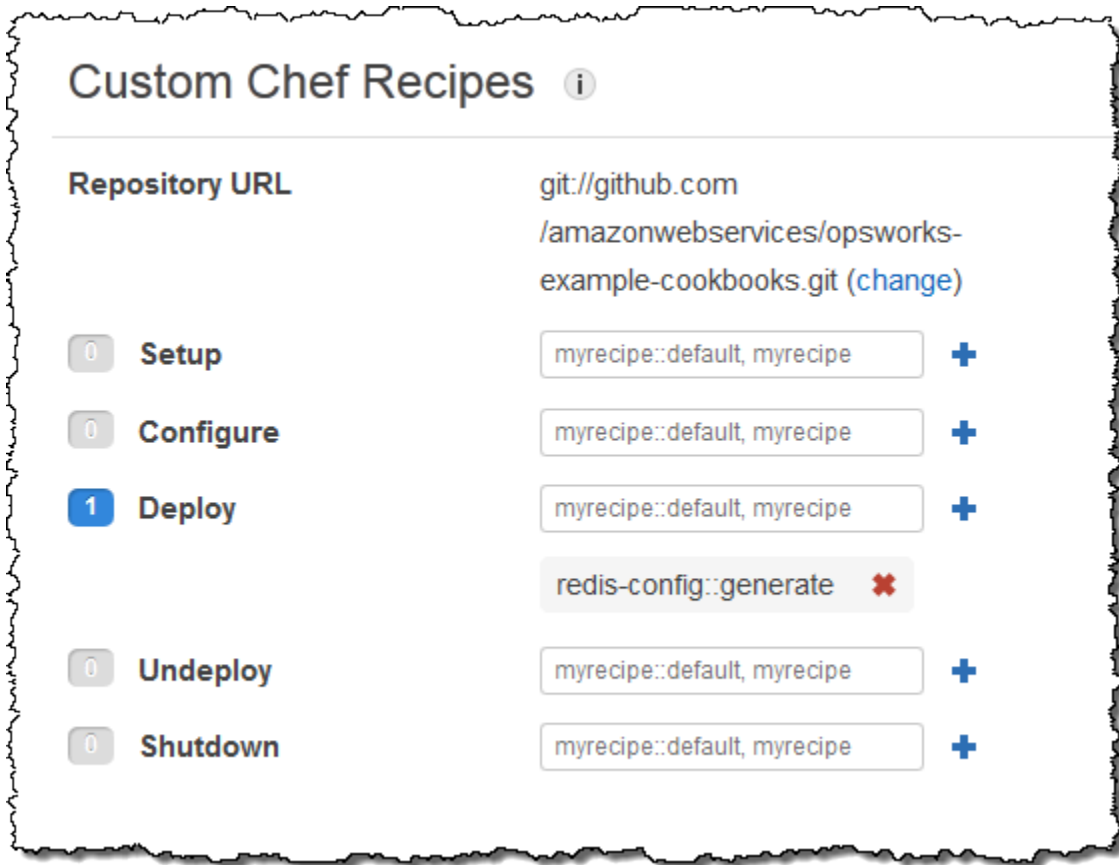 Custom Chef Recipes i
Repository URL git://github.com
/amazonwebservices/opsworks-
example-cookbooks.git (change)
0 Setup myrecipe::default, myrecipe
0 Configure myrecipe::default, myrecipe
1 Deploy myrecipe::default, myrecipe
redis-config::generate
0 Undeploy myrecipe::default, myrecipe
0 Shutdown myrecipe::default, myrecipe